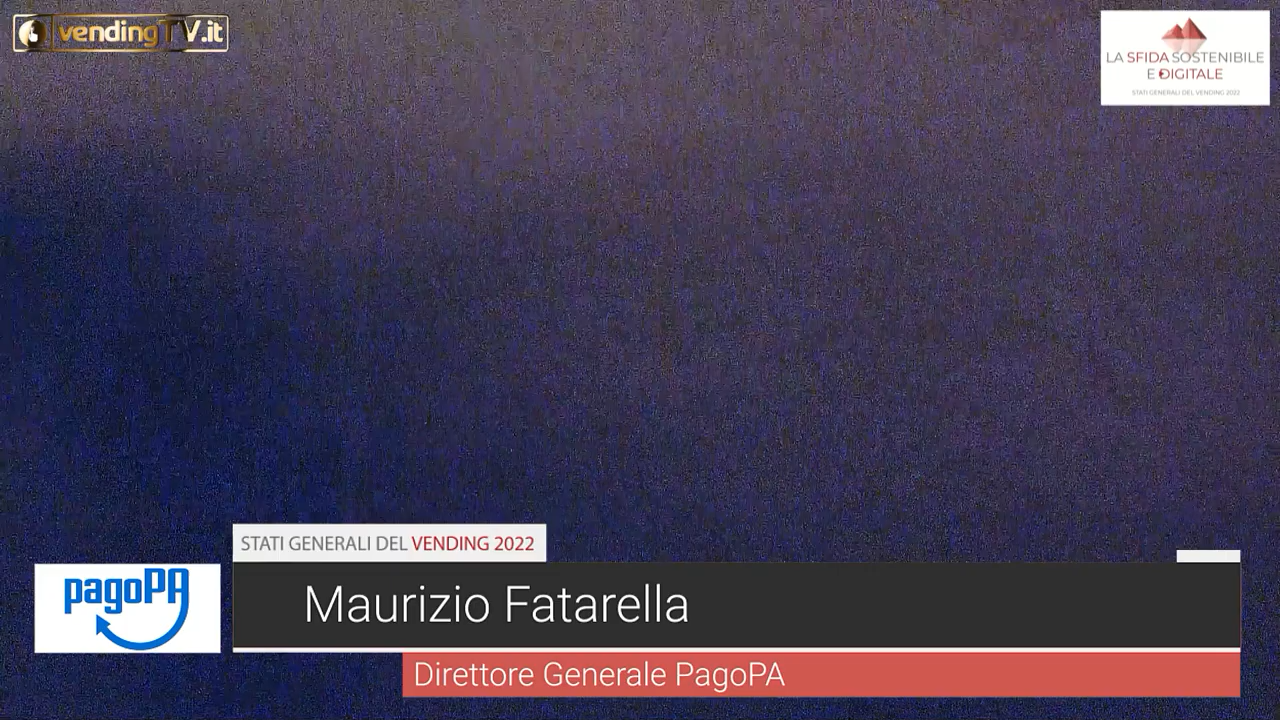 vendingTV.it
LA SFIDA SOSTENIBILE
E DIGITALE
STATI GENERALI DEL VENDING 2022
STATI GENERALI DEL VENDING 2022
pagoPA
Maurizio Fatarella
Direttore Generale PagoPA